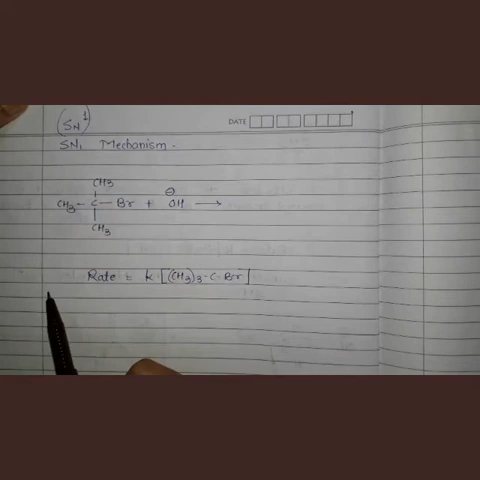 (SN¹)
DATE
SN₁ Mechanism -
CH3
⊖
CH3 - C - Br + OH →
CH3
Rate = k [(CH3)3-C-Br]